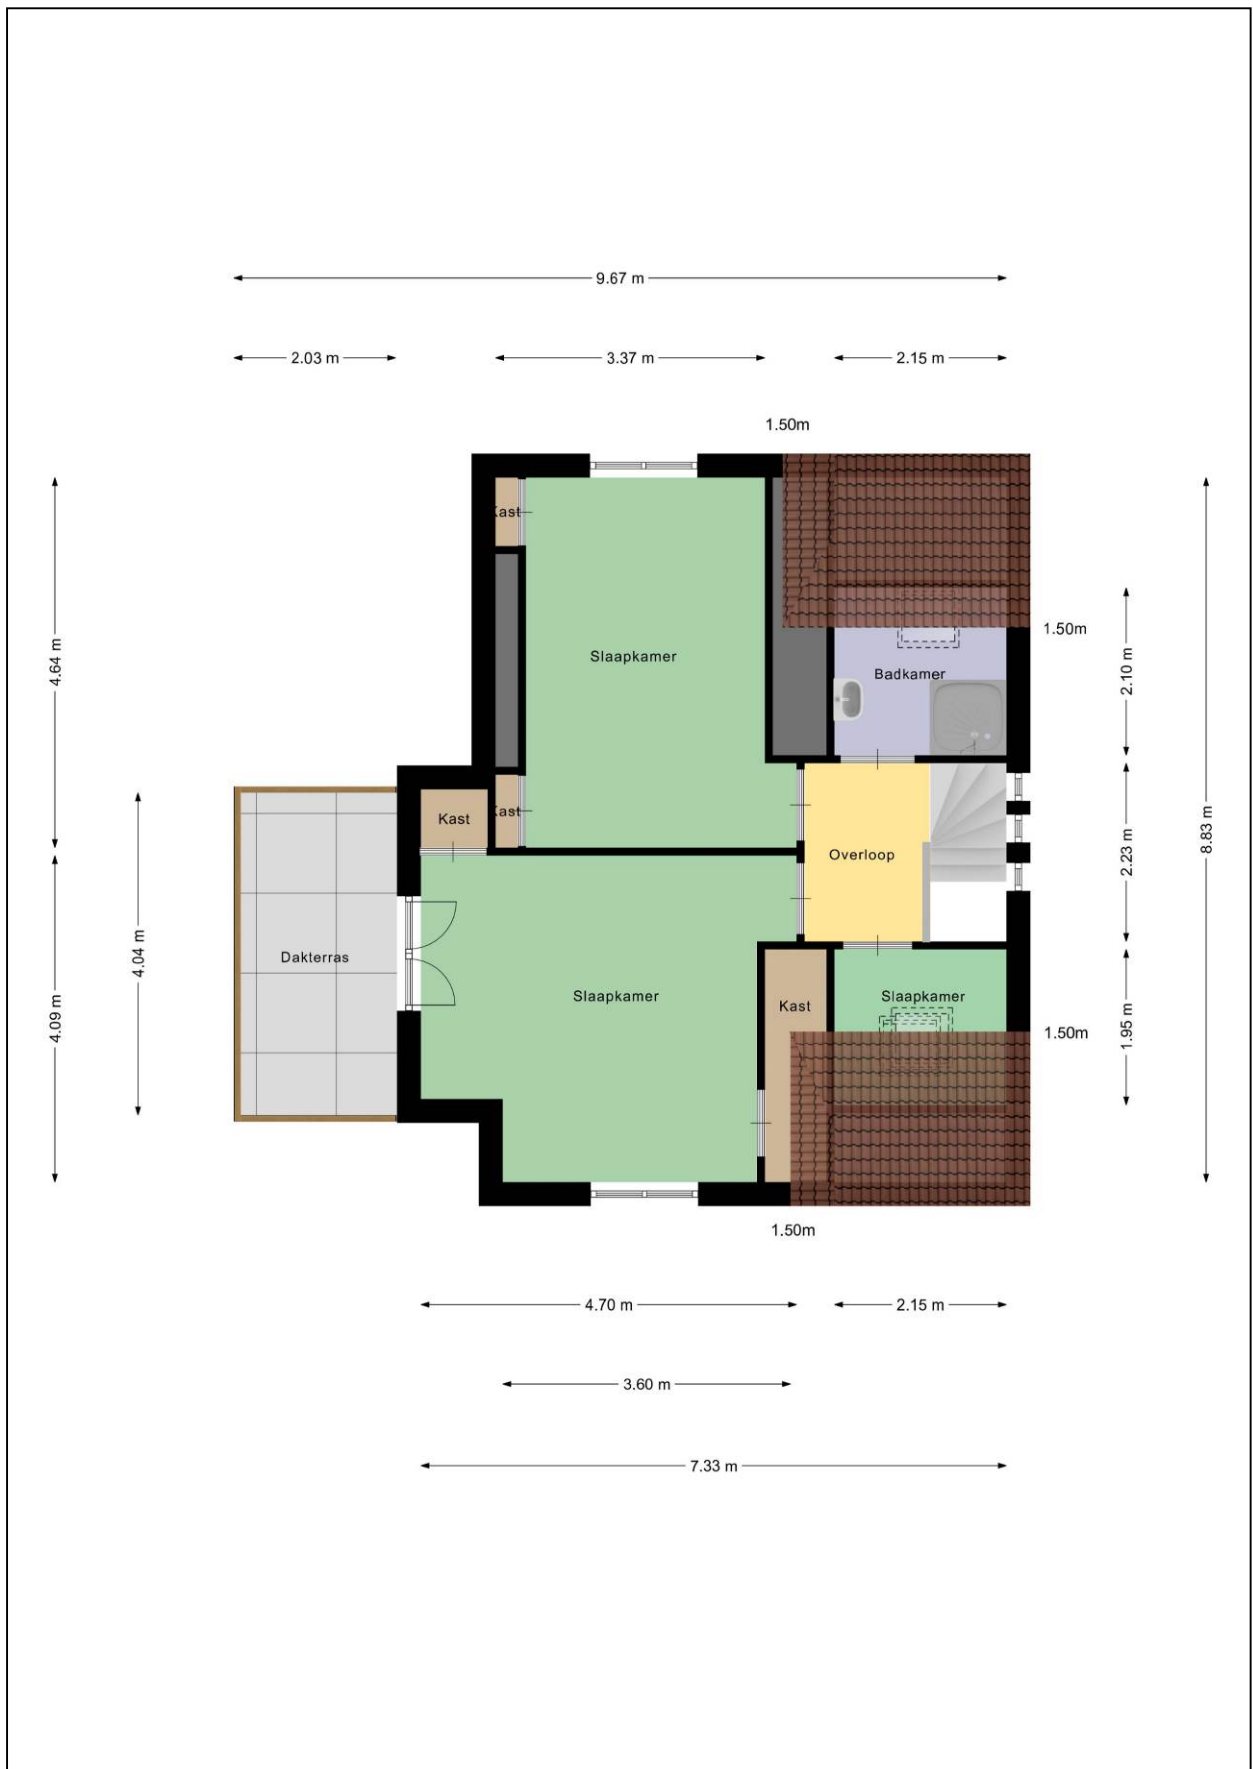 9.67 m
2.03 m
3.37 m
2.15 m
1.50m
Kast
4.64 m
Slaapkamer
1.50m
Badkamer
2.10 m
Kast
Kast
Overloop
2.23 m
8.83 m
4.04 m
Dakterras
4.09 m
Slaapkamer
Kast
Slaapkamer
1.50m
1.95 m
1.50m
4.70 m
2.15 m
3.60 m
7.33 m